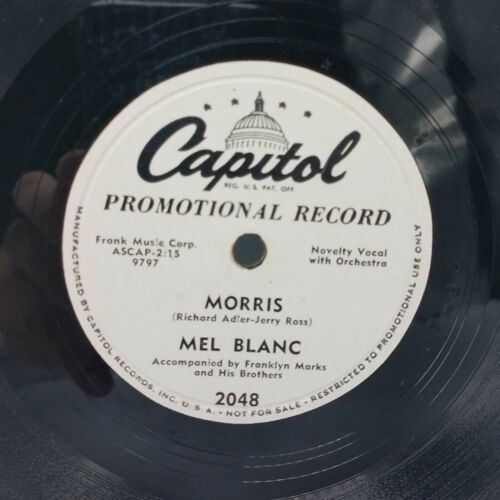 Capitol
REG. U.S. PAT. OFF.
PROMOTIONAL RECORD
Frank Music Corp.
ASCAP-2:15
9797
Novelty Vocal
with Orchestra
MORRIS
(Richard Adler-Jerry Ross)
MEL BLANC
Accompanied by Franklyn Marks
and His Brothers
2048
MANUFACTURED BY CAPITOL RECORDS, INC. U.S.A. • NOT FOR SALE • RESTRICTED TO PROMOTIONAL USE ONLY